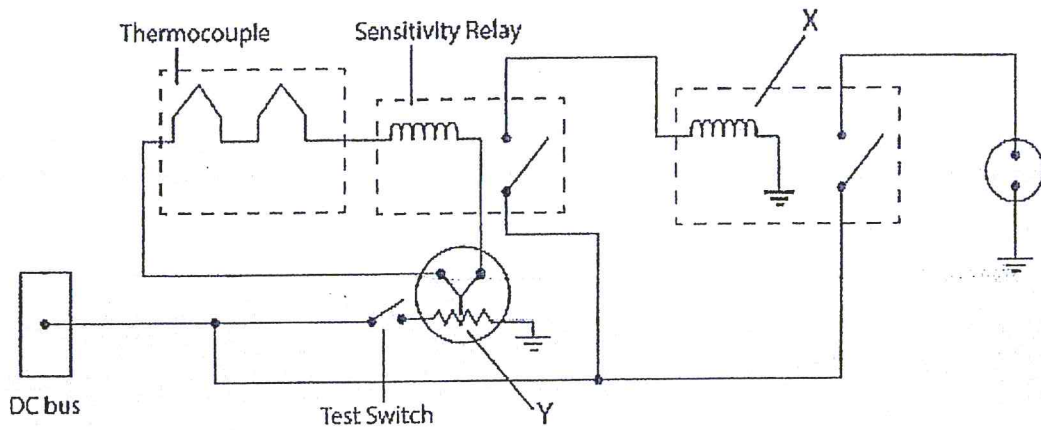 Thermocouple
Sensitivity Relay
X
DC bus
Test Switch
Y